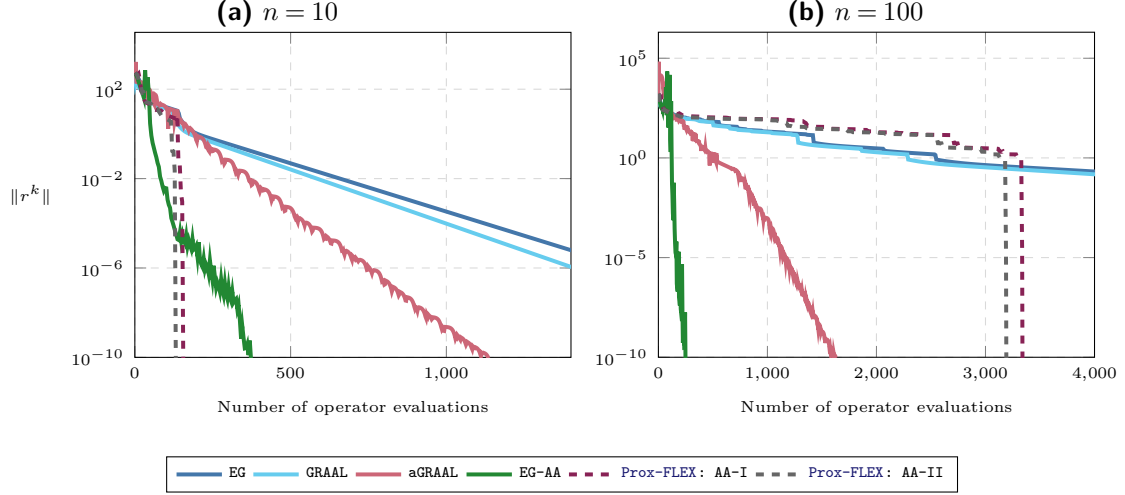 (a) n = 10
(b) n = 100
‖r^k‖
10^2
10^−2
10^−6
10^−10
0
500
1,000
Number of operator evaluations
10^5
10^0
10^−5
10^−10
0
1,000
2,000
3,000
4,000
Number of operator evaluations
EG GRAAL aGRAAL EG-AA Prox-FLEX: AA-I Prox-FLEX: AA-II